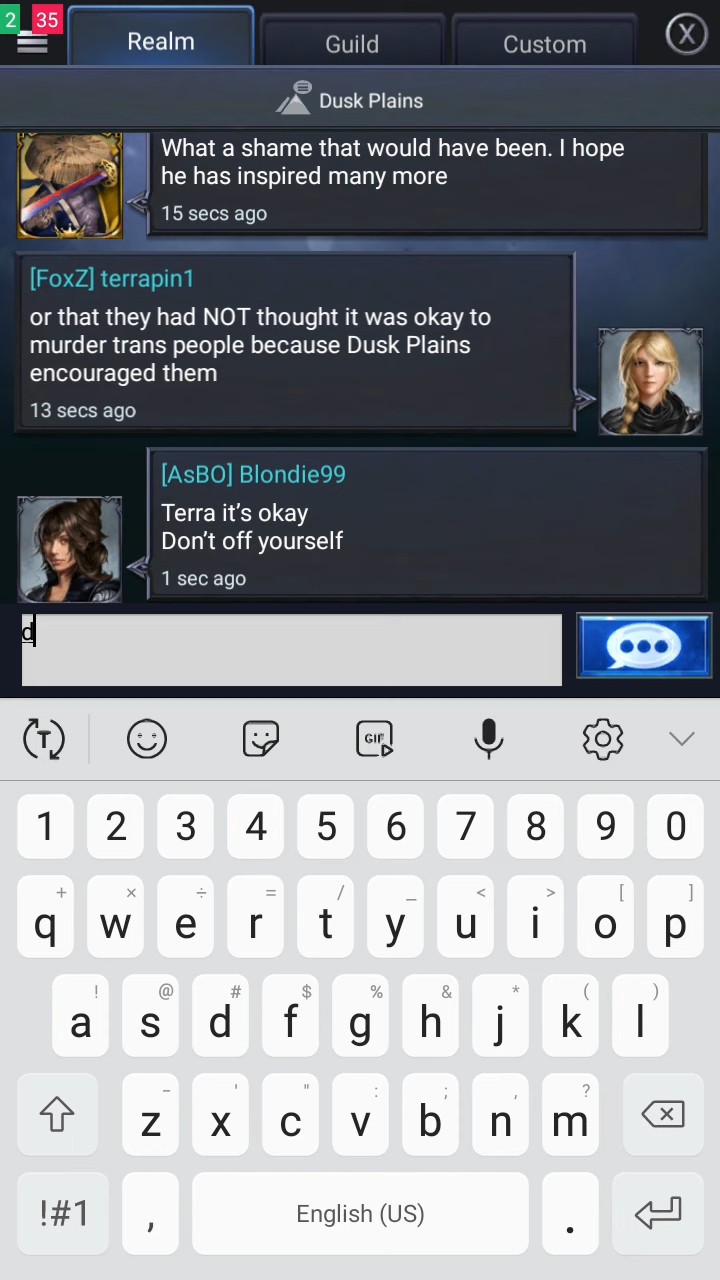 2 35
Realm
Guild
Custom
X
Dusk Plains
What a shame that would have been. I hope
he has inspired many more
15 secs ago
[FoxZ] terrapin1
or that they had NOT thought it was okay to
murder trans people because Dusk Plains
encouraged them
13 secs ago
[AsBO] Blondie99
Terra it’s okay
Don’t off yourself
1 sec ago
d
T
GIF
1 2 3 4 5 6 7 8 9 0
+ × ÷ = / _ < > [ ]
q w e r t y u i o p
! @ # $ % & * ( )
a s d f g h j k l
- ' " : ; , ?
z x c v b n m
!#1 , English (US) .